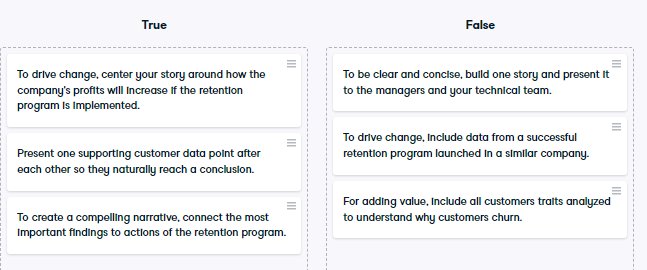 True
To drive change, center your story around how the
company's profits will increase if the retention
program is implemented.
Present one supporting customer data point after
each other so they naturally reach a conclusion.
To create a compelling narrative, connect the most
important findings to actions of the retention program.
False
To be clear and concise, build one story and present it
to the managers and your technical team.
To drive change, include data from a successful
retention program launched in a similar company.
For adding value, include all customers traits analyzed
to understand why customers churn.